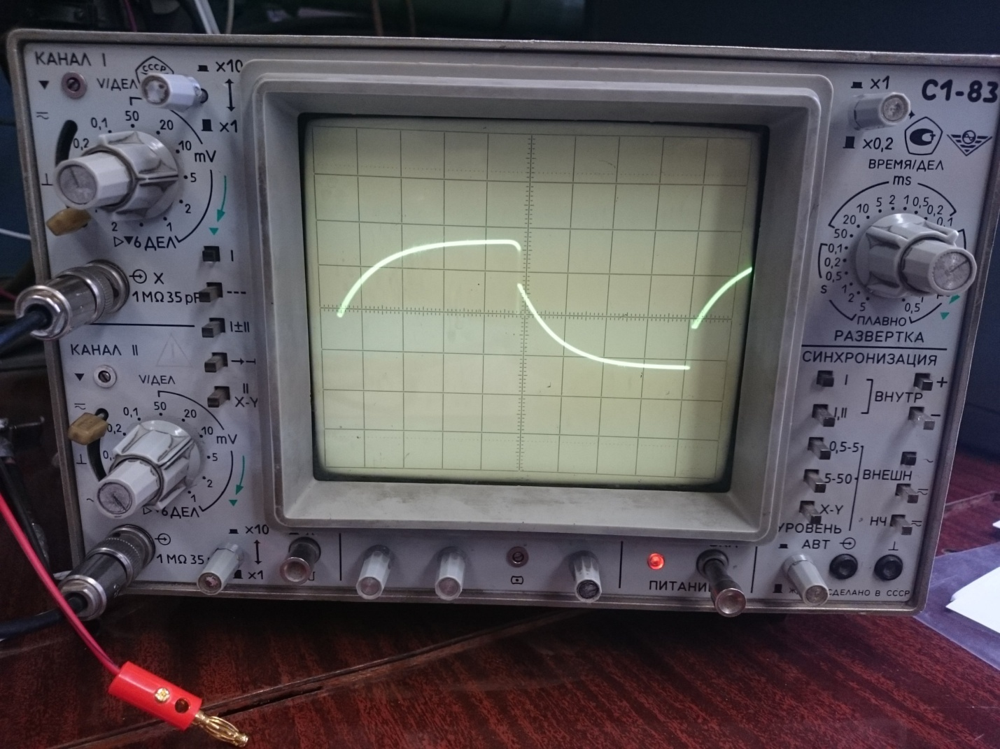 КАНАЛ I
СССР
X10
V/ДЕЛ
X1
50
0,1
20
0,2
10
mV
5
2
1
2
6 ДЕЛ
X
1 MΩ 35 pF
I
---
I±II
II
X-Y
КАНАЛ II
V/ДЕЛ
50
0,1
20
0,2
10
mV
5
2
1
6 ДЕЛ
1 MΩ 35
X10
X1
ПИТАНИ
X1
С1-83
X0,2
ВРЕМЯ/ДЕЛ
ms
5 2 1 0,5
10 0,2
20 0,1
50
0,1
0,2
0,5
S 1
2
5 0,5
ПЛАВНО
РАЗВЕРТКА
СИНХРОНИЗАЦИЯ
I +
ВНУТР
I,II −
0,5-5 ~
ВНЕШН
5-50
X-Y НЧ
УРОВЕНЬ
АВТ
СДЕЛАНО В СССР